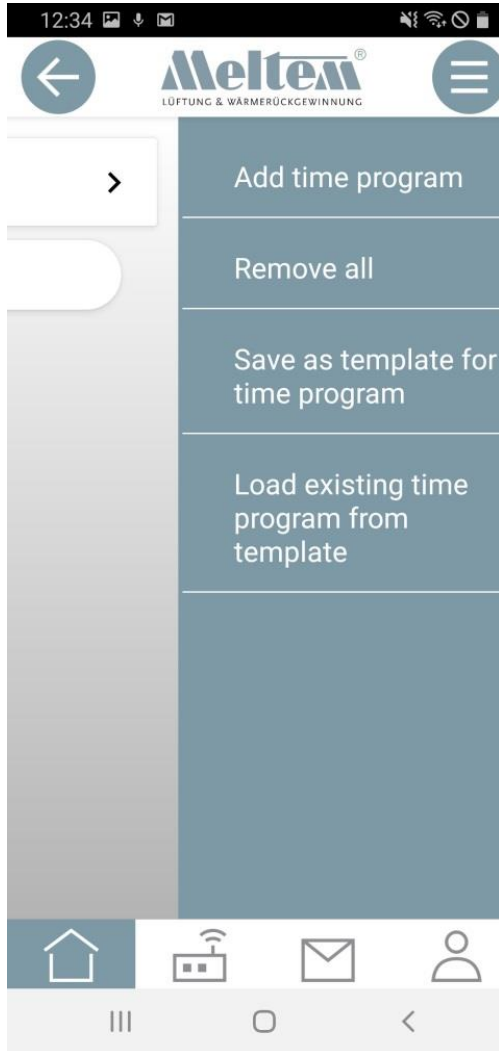 12:34
Meltem®
LÜFTUNG & WÄRMERÜCKGEWINNUNG
Add time program
Remove all
Save as template for
time program
Load existing time
program from
template